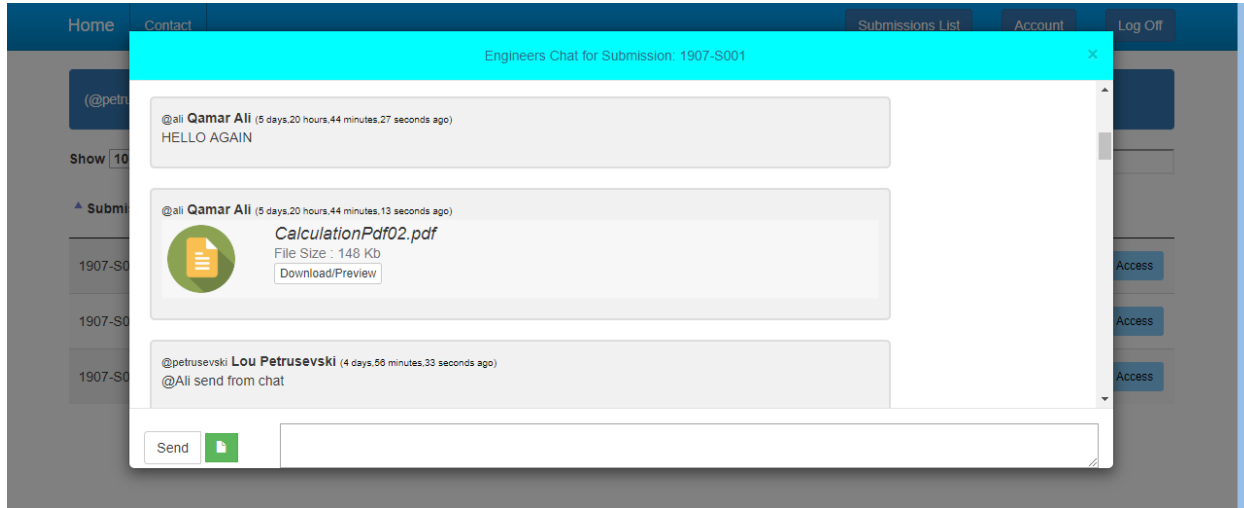 Home Contact Submissions List Account Log Off
Engineers Chat for Submission: 1907-S001 ×
(@petru
@ali Qamar Ali (5 days,20 hours,44 minutes,27 seconds ago)
HELLO AGAIN
Show 10
@ali Qamar Ali (5 days,20 hours,44 minutes,13 seconds ago)
Submi
CalculationPdf02.pdf
File Size : 148 Kb
Download/Preview
1907-S0 Access
1907-S0 Access
@petrusevski Lou Petrusevski (4 days,56 minutes,33 seconds ago)
@Ali send from chat
1907-S0 Access
Send